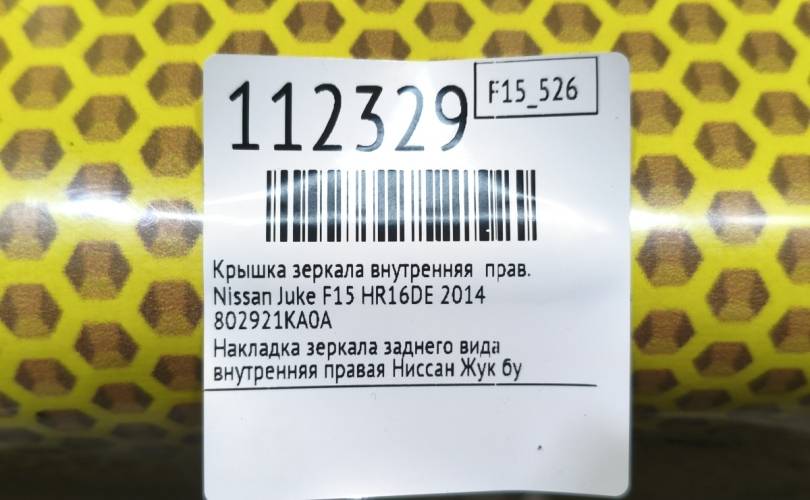 112329
F15_526
Крышка зеркала внутренняя прав.
Nissan Juke F15 HR16DE 2014
802921KA0A
Накладка зеркала заднего вида
внутренняя правая Ниссан Жук бу